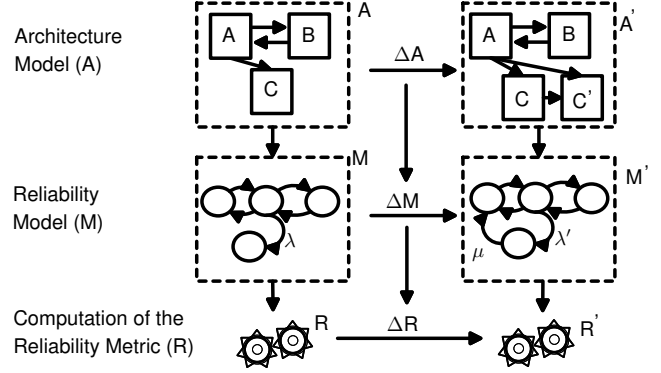 Architecture
Model (A)
A
A
B
C
ΔA
A'
A
B
C
C'
Reliability
Model (M)
M
λ
ΔM
M'
μ
λ'
Computation of the
Reliability Metric (R)
R
ΔR
R'